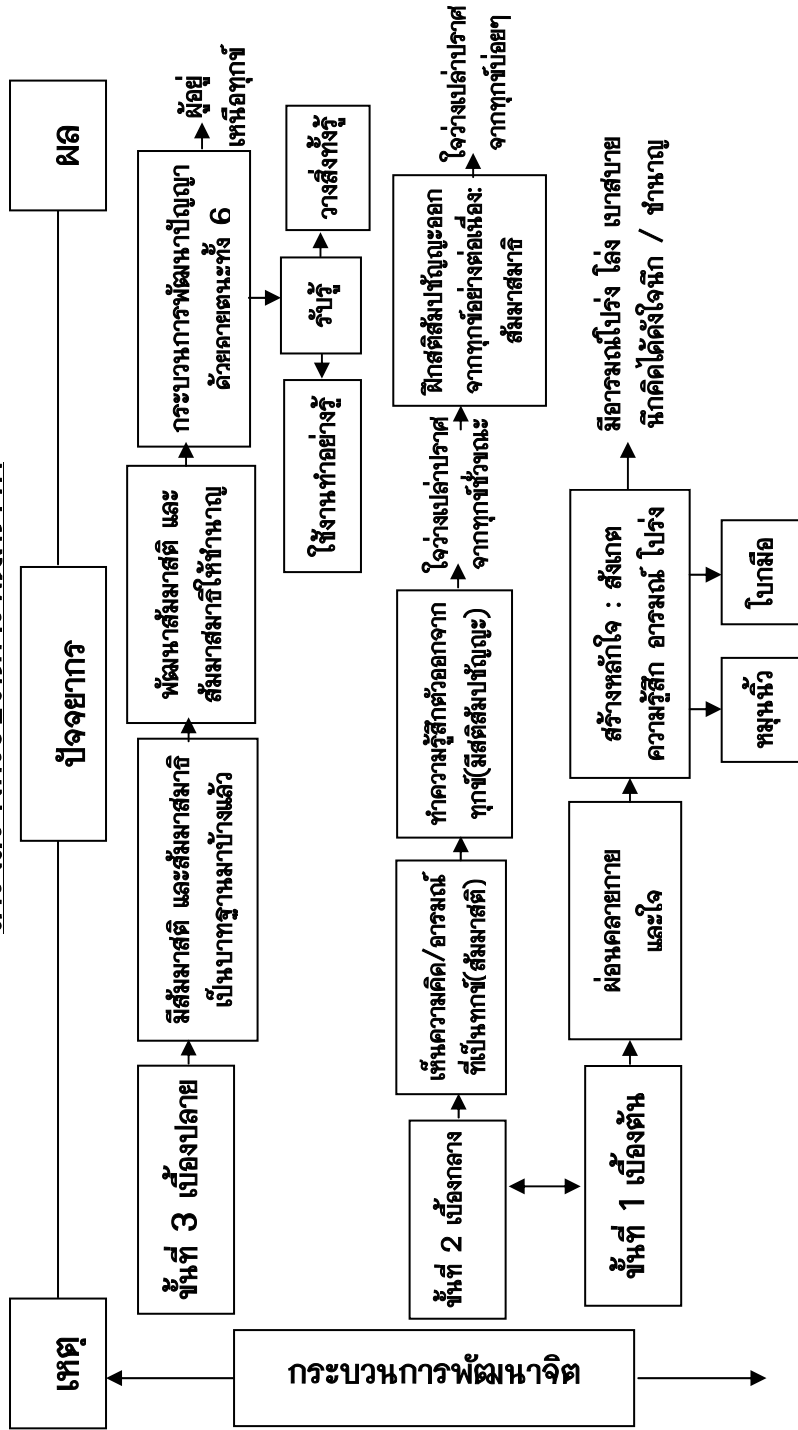 เหตุ
ปัจจยากร
ผล
กระบวนการพัฒนาจิต
ขั้นที่ 3 เบื้องปลาย
มีสัมมาสติ และสัมมาสมาธิ
เป็นบาทฐานมาบ้างแล้ว
พัฒนาสัมมาสติ และ
สัมมาสมาธิให้ชำนาญ
กระบวนการพัฒนาปัญญา
ด้วยอายตนะทั้ง 6
ผู้อยู่
เหนือทุกข์
ใช้งานทำอย่างรู้
รับรู้
วางสิ่งทั้งรู้
ขั้นที่ 2 เบื้องกลาง
เห็นความคิด/อารมณ์
ที่เป็นทุกข์(สัมมาสติ)
ทำความรู้สึกตัวออกจาก
ทุกข์(มีสติสัมปชัญญะ)
ใจว่างเปล่าปราศ
จากทุกข์ชั่วขณะ
ฝึกสติสัมปชัญญะออก
จากทุกข์อย่างต่อเนื่อง:
สัมมาสมาธิ
ใจว่างเปล่าปราศ
จากทุกข์บ่อยๆ
ขั้นที่ 1 เบื้องต้น
ผ่อนคลายกาย
และใจ
สร้างหลักใจ : สังเกต
ความรู้สึก อารมณ์ โปร่ง
มีอารมณ์โปร่ง โล่ง เบาสบาย
นึกคิดได้ดั่งใจนึก / ชำนาญ
หมุนนิ้ว
โบกมือ